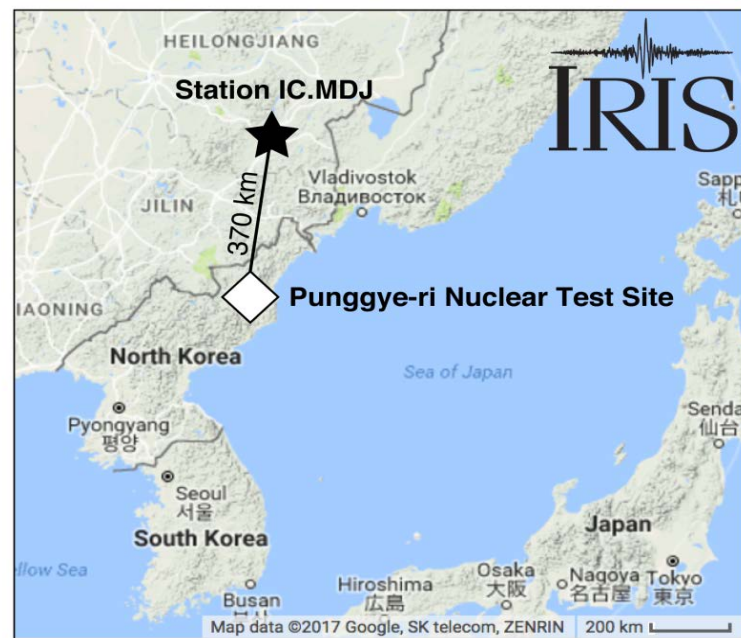 HEILONGJIANG
IRIS
Station IC.MDJ
Vladivostok
Владивосток
JILIN
370 km
Punggye-ri Nuclear Test Site
IAONING
North Korea
Sea of Japan
Pyongyang
평양
Seoul
서울
South Korea
Japan
ellow Sea
Busan
Hiroshima
広島
Osaka
大阪
Nagoya
名古屋
Tokyo
東京
Senda
仙台
Sapp
札
Map data ©2017 Google, SK telecom, ZENRIN
200 km